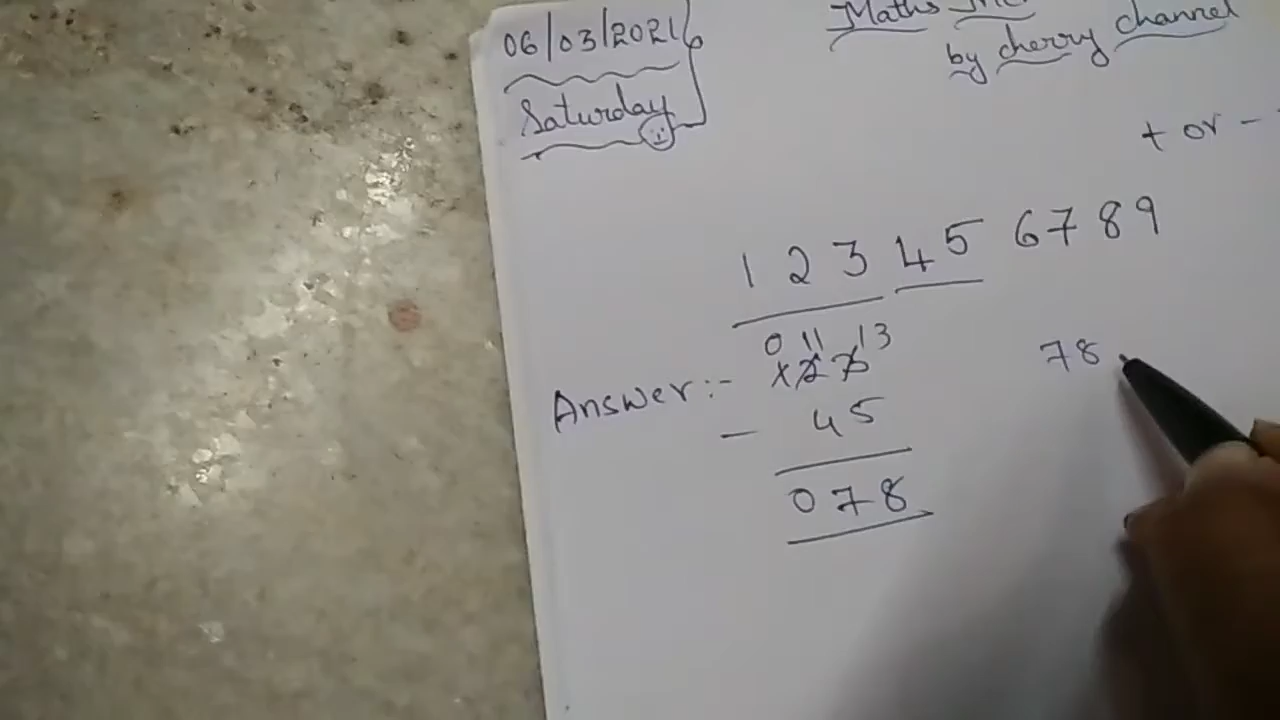 06/03/2021
Saturday
Maths
by cherry channel
+ or -
1 2 3 4 5 6 7 8 9
0 11 13
Answer:- 1 2 3
- 4 5
0 7 8
78